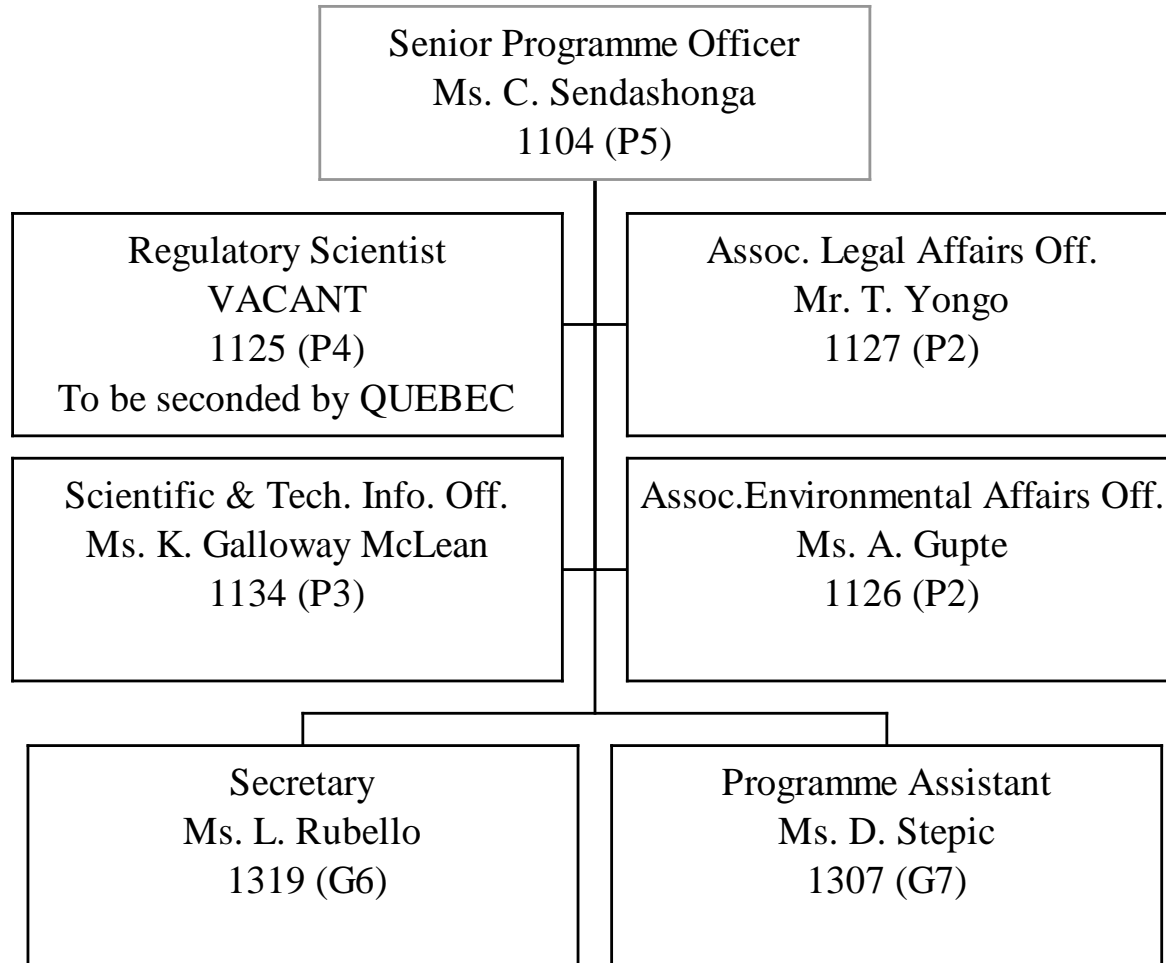 Senior Programme Officer
Ms. C. Sendashonga
1104 (P5)
Regulatory Scientist
VACANT
1125 (P4)
To be seconded by QUEBEC
Assoc. Legal Affairs Off.
Mr. T. Yongo
1127 (P2)
Scientific & Tech. Info. Off.
Ms. K. Galloway McLean
1134 (P3)
Assoc.Environmental Affairs Off.
Ms. A. Gupte
1126 (P2)
Secretary
Ms. L. Rubello
1319 (G6)
Programme Assistant
Ms. D. Stepic
1307 (G7)